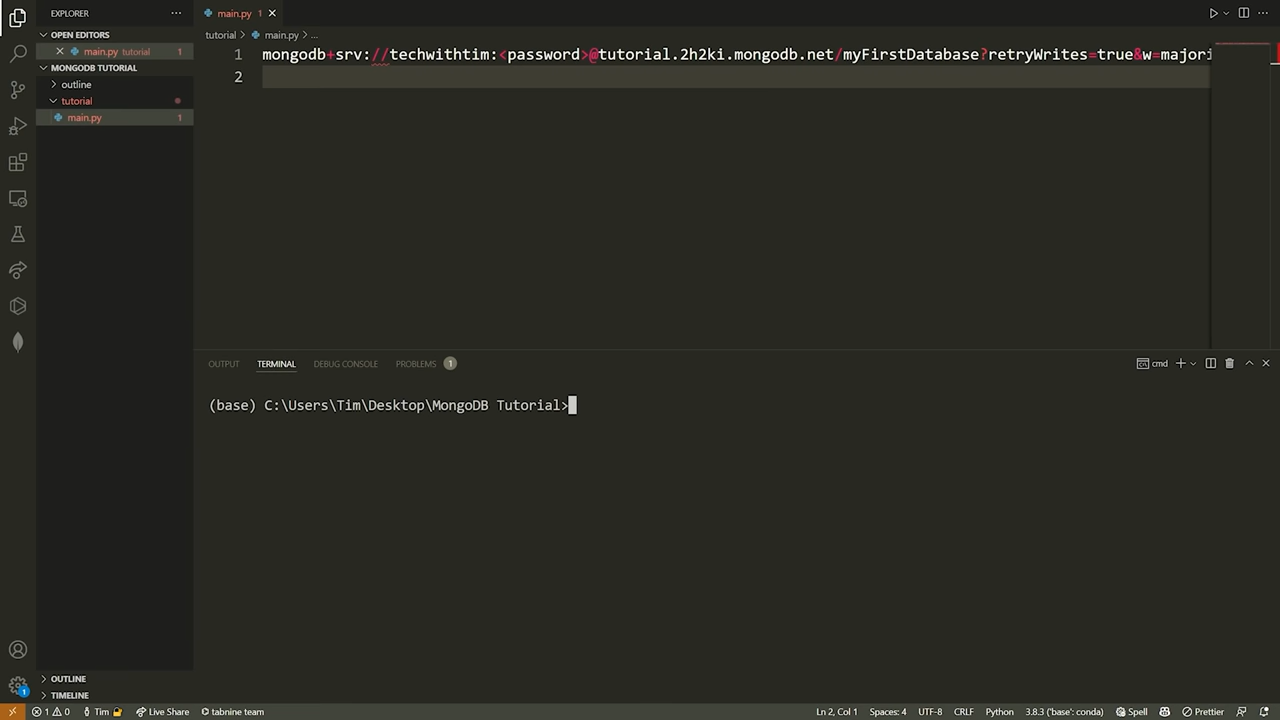 EXPLORER
OPEN EDITORS
main.py tutorial 1
MONGODB TUTORIAL
outline
tutorial
main.py 1
main.py 1
tutorial > main.py > ...
1 mongodb+srv://techwithtim:<password>@tutorial.2h2ki.mongodb.net/myFirstDatabase?retryWrites=true&w=majori
2
OUTPUT TERMINAL DEBUG CONSOLE PROBLEMS 1
cmd
(base) C:\Users\Tim\Desktop\MongoDB Tutorial>
OUTLINE
TIMELINE
1
1 0 Tim Live Share tabnine team Ln 2, Col 1 Spaces: 4 UTF-8 CRLF Python 3.8.3 ('base': conda) Spell Prettier